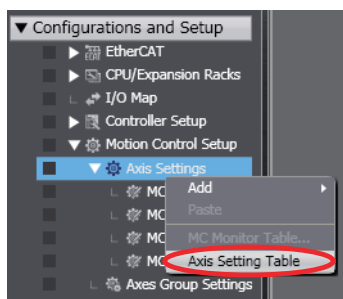 Configurations and Setup
EtherCAT
CPU/Expansion Racks
I/O Map
Controller Setup
Motion Control Setup
Axis Settings
MC
Add
MC
Paste
MC
MC Monitor Table...
MC
Axis Setting Table
Axes Group Settings